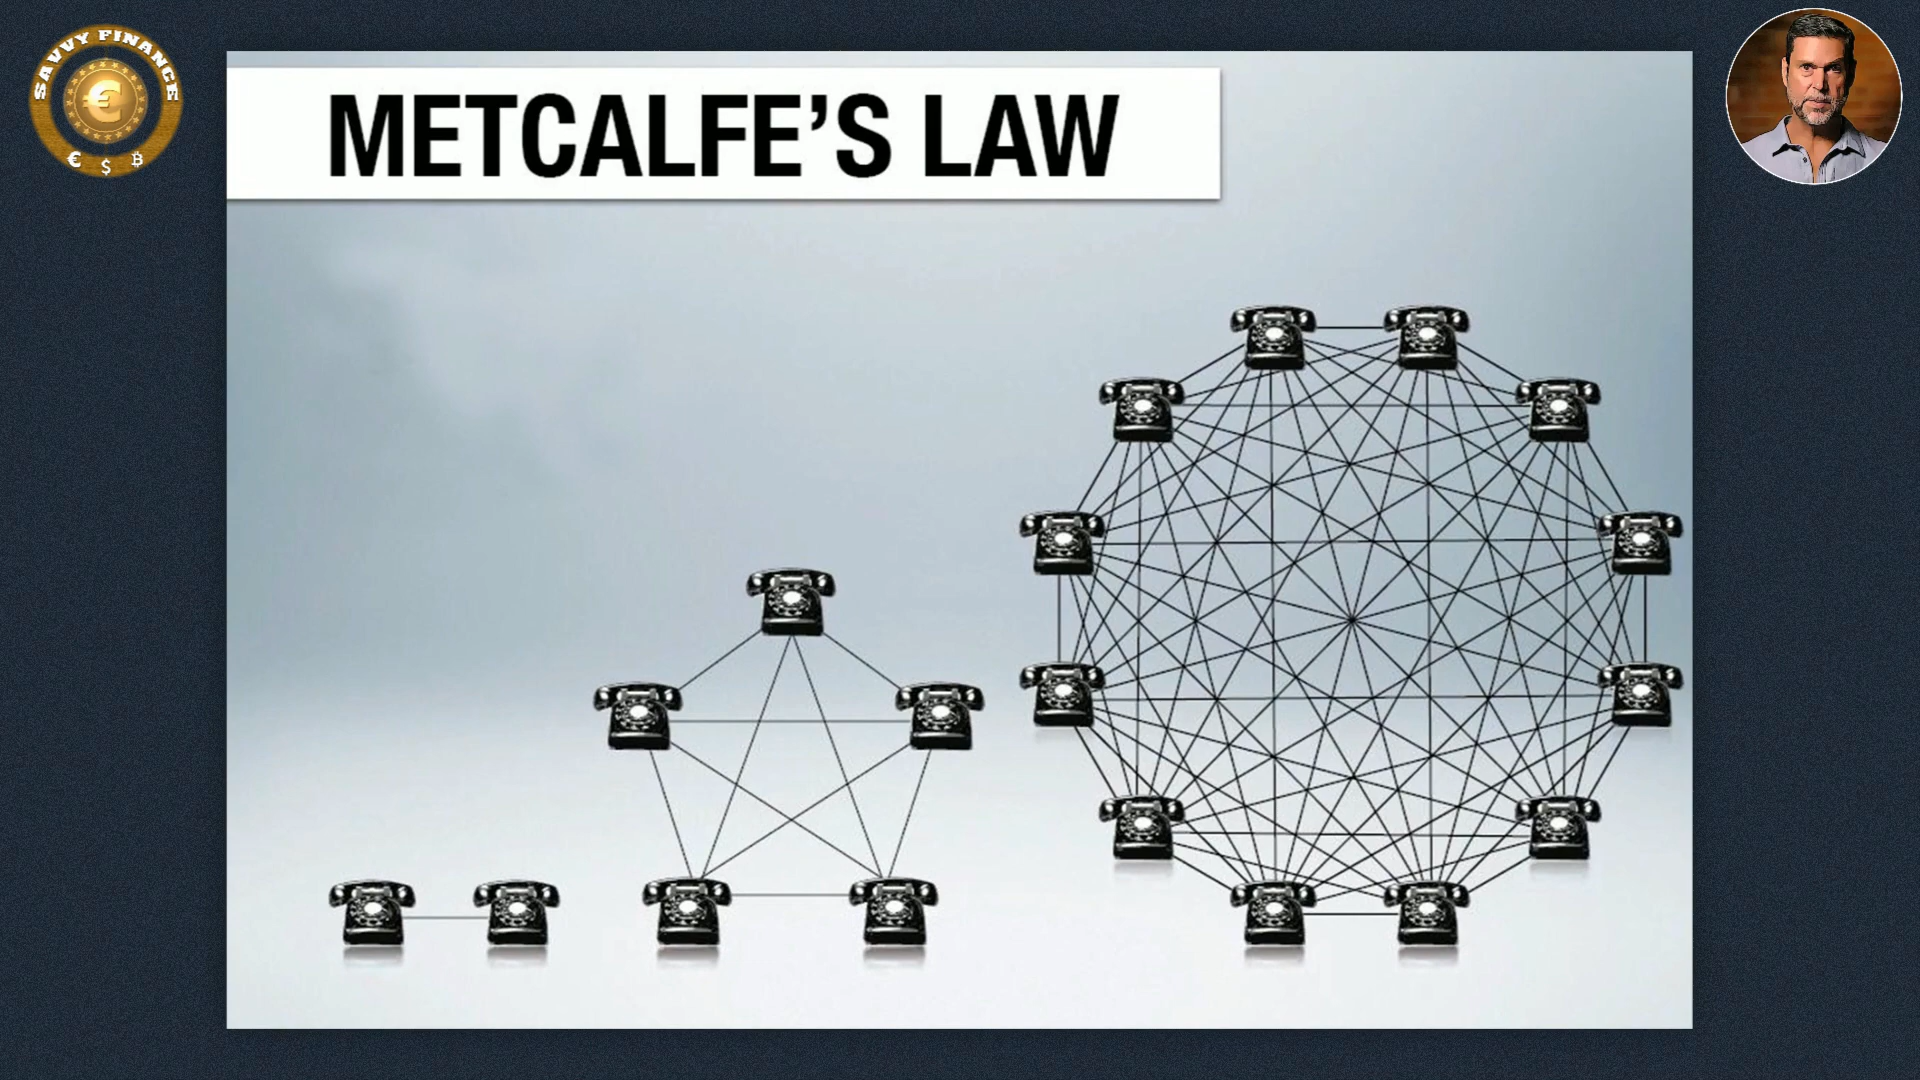 SAVVY FINANCE
€
€ $ ₿
METCALFE'S LAW